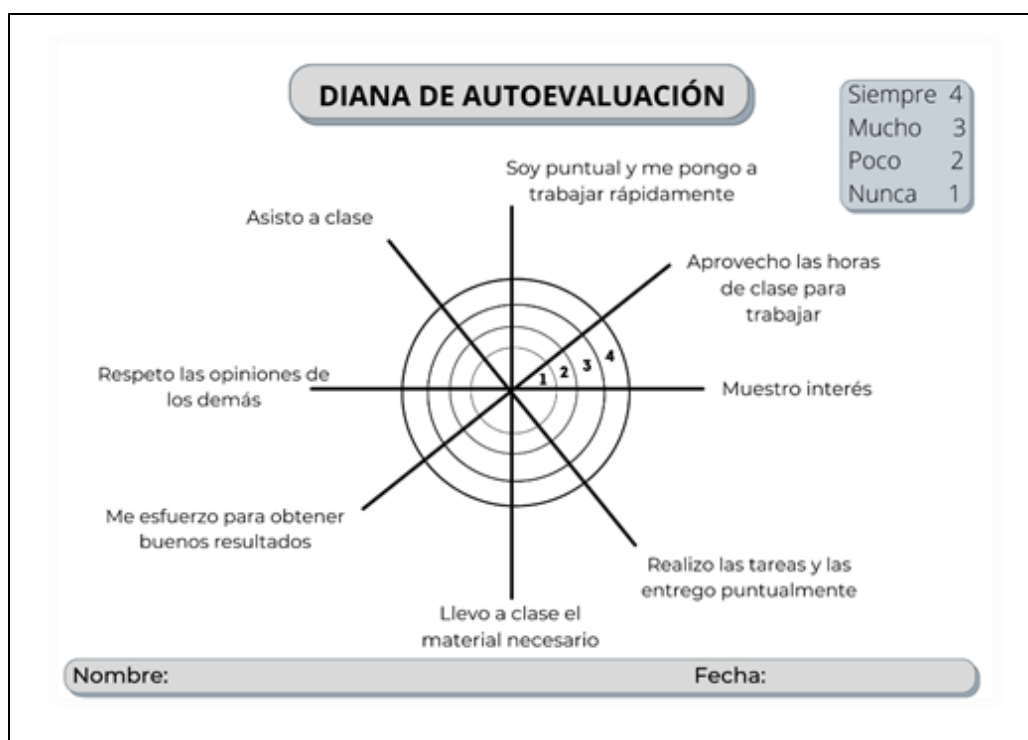 DIANA DE AUTOEVALUACIÓN
Siempre 4
Mucho 3
Poco 2
Nunca 1
Soy puntual y me pongo a
trabajar rápidamente
Asisto a clase
Aprovecho las horas
de clase para
trabajar
Respeto las opiniones de
los demás
1 2 3 4
Muestro interés
Me esfuerzo para obtener
buenos resultados
Realizo las tareas y las
entrego puntualmente
Llevo a clase el
material necesario
Nombre: Fecha: